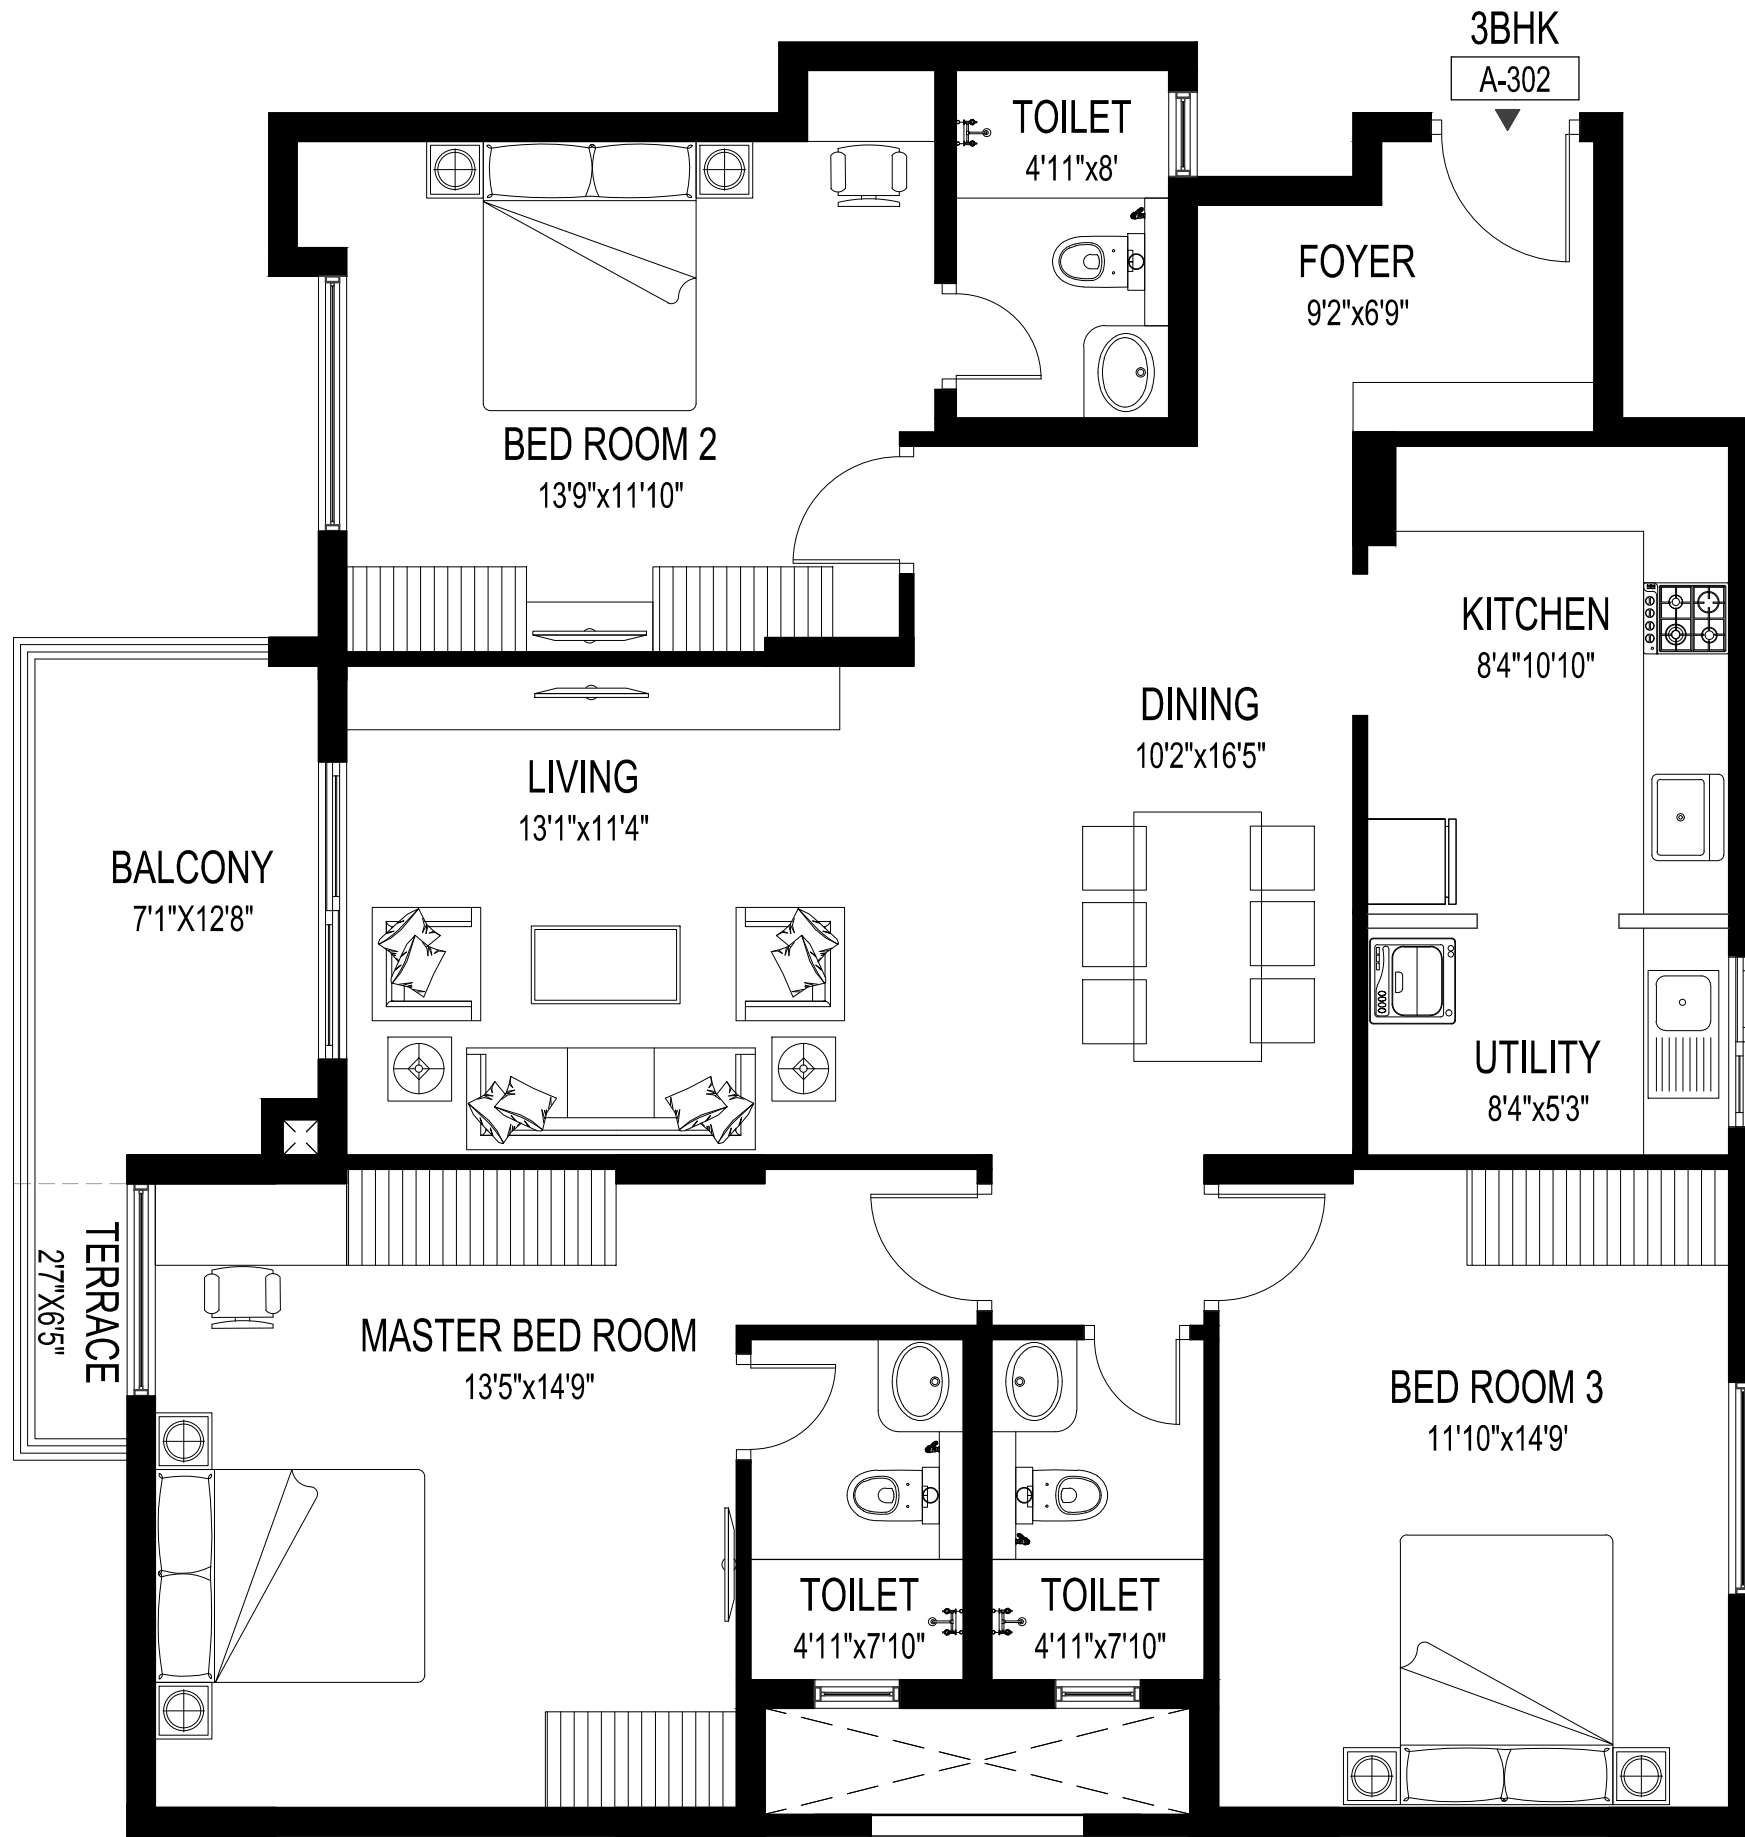 3BHK
A-302
TOILET
4'11"x8'
FOYER
9'2"x6'9"
BED ROOM 2
13'9"x11'10"
KITCHEN
8'4"10'10"
DINING
10'2"x16'5"
LIVING
13'1"x11'4"
BALCONY
7'1"X12'8"
UTILITY
8'4"x5'3"
TERRACE
2'7"X6'5"
MASTER BED ROOM
13'5"x14'9"
BED ROOM 3
11'10"x14'9'
TOILET
4'11"x7'10"
TOILET
4'11"x7'10"